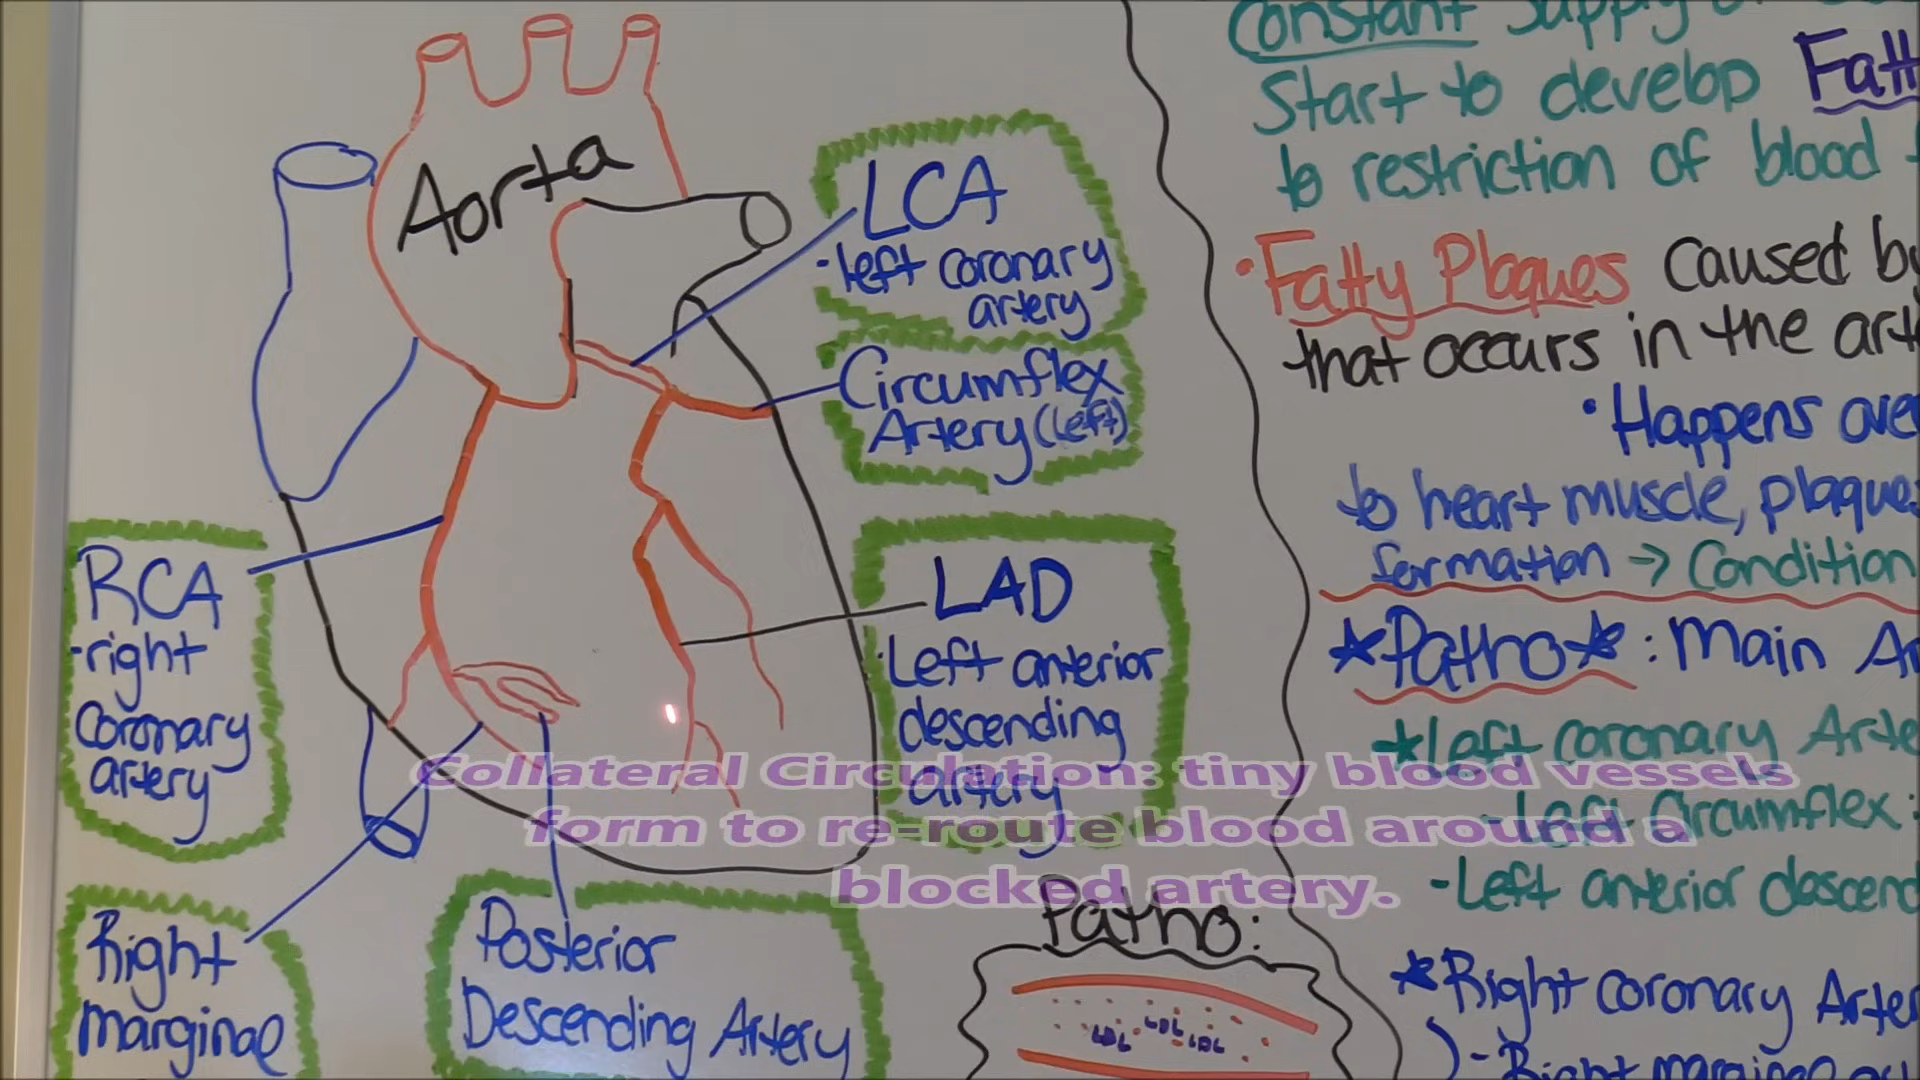 Aorta
LCA
-left coronary
artery
Circumflex
Artery (left)
LAD
-Left anterior
descending
artery
RCA
-right
coronary
artery
Right
marginal
Posterior
Descending Artery
Collateral Circulation: tiny blood vessels
form to re-route blood around a
blocked artery.
Patho:
LDL LDL LDL
Constant supply
Start to develop
to restriction of blood
•Fatty Plaques caused by
that occurs in the
•Happens
to heart muscle,
formation → Condition
*Patho*: Main
*Left coronary
-Left Circumflex:
-Left anterior
*Right coronary
-Right marginal